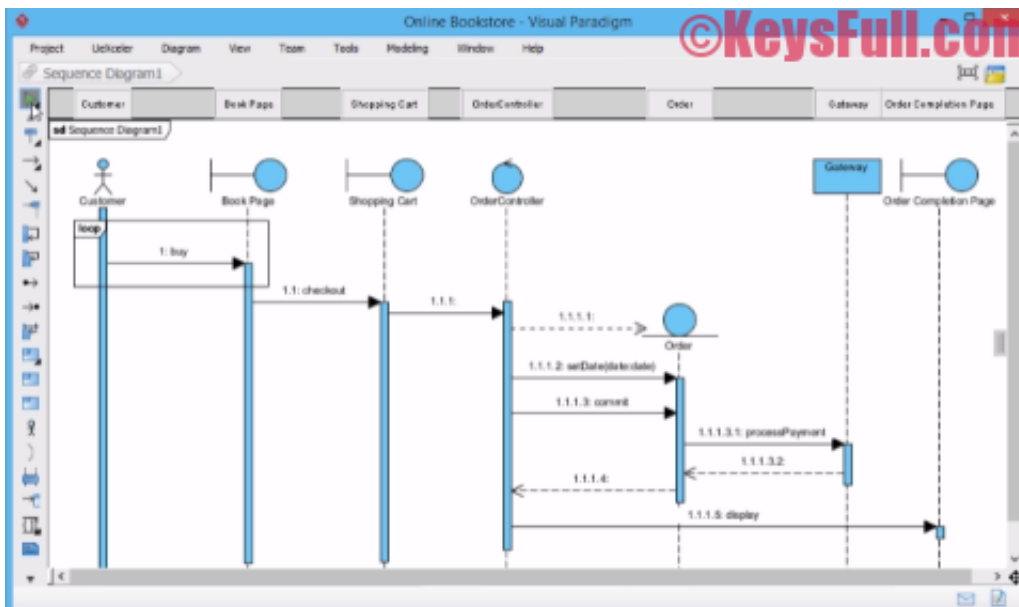 Online Bookstore - Visual Paradigm
©KeysFull.com
Project UeXceler Diagram View Team Tools Modeling Window Help
Sequence Diagram1
Customer Book Page Shopping Cart OrderController Order Gateway Order Completion Page
sd Sequence Diagram1
Gateway
Customer Book Page Shopping Cart OrderController Order Completion Page
loop
1: buy
1.1: checkout
1.1.1:
1.1.1.1:
Order
1.1.1.2: setDate(date:date)
1.1.1.3: commit
1.1.1.3.1: processPayment
1.1.1.3.2:
1.1.1.4:
1.1.1.5: display